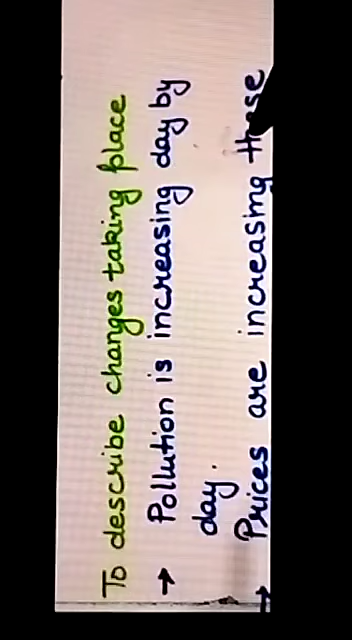 To describe changes taking place
→ Pollution is increasing day by
day.
→ Prices are increasing these